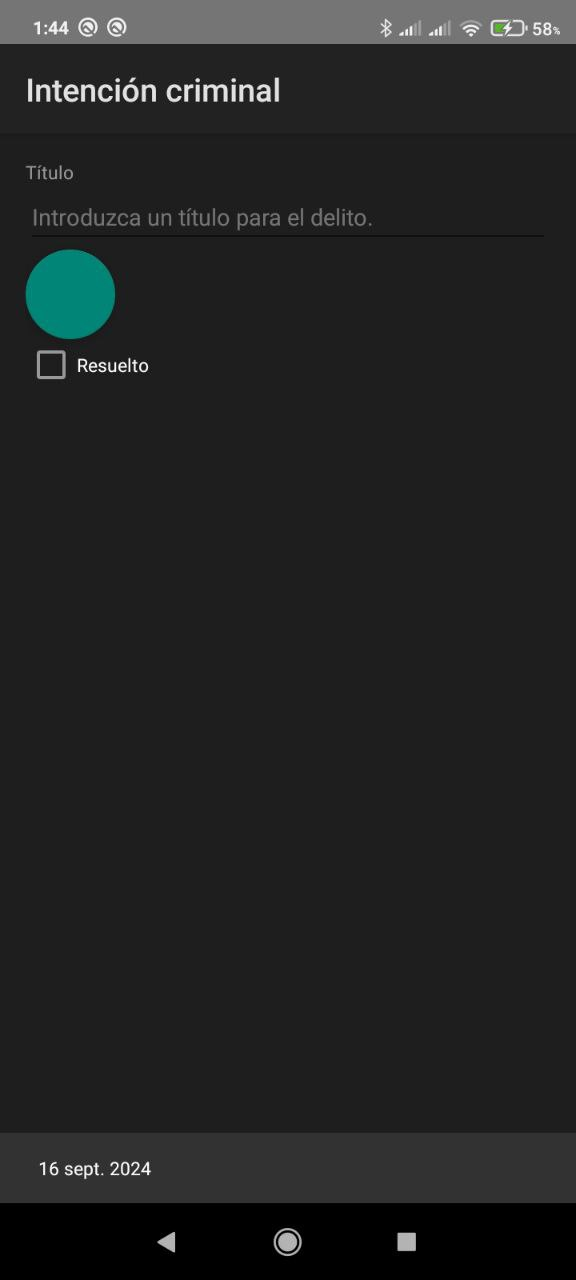 1:44 58%
Intención criminal
Título
Introduzca un título para el delito.
Resuelto
16 sept. 2024